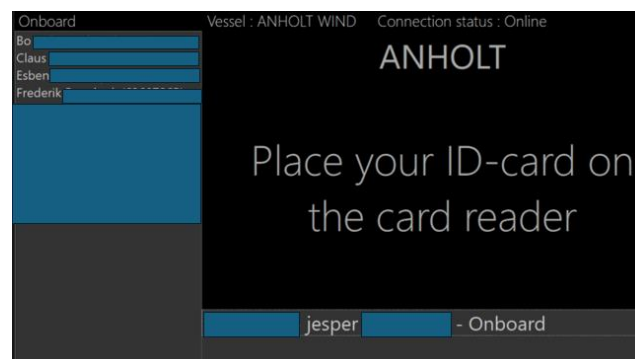 Onboard
Vessel : ANHOLT WIND Connection status : Online
Bo
Claus
Esben
Frederik
ANHOLT
Place your ID-card on
the card reader
jesper - Onboard